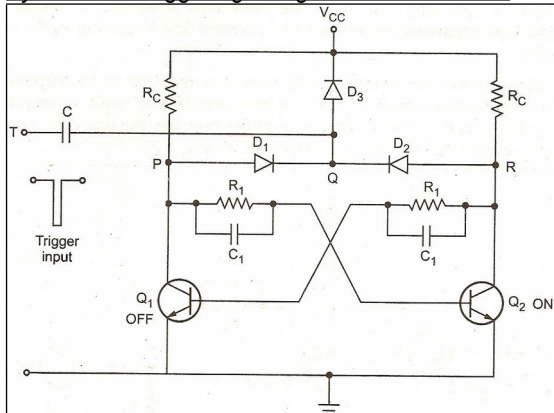 V_CC
R_C
D_3
R_C
C
T
D_1
D_2
P
Q
R
R_1
R_1
C_1
C_1
Trigger
input
Q_1
OFF
Q_2 ON